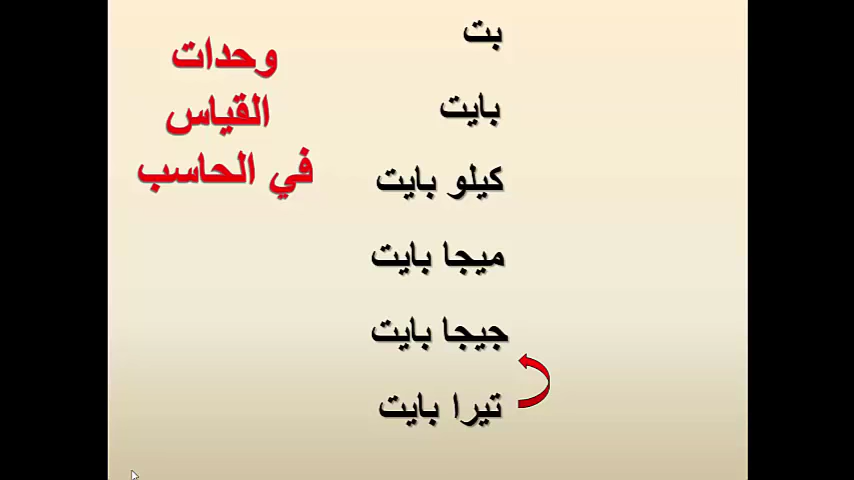 وحدات
القياس
في الحاسب
بت
بايت
كيلو بايت
ميجا بايت
جيجا بايت
تيرا بايت